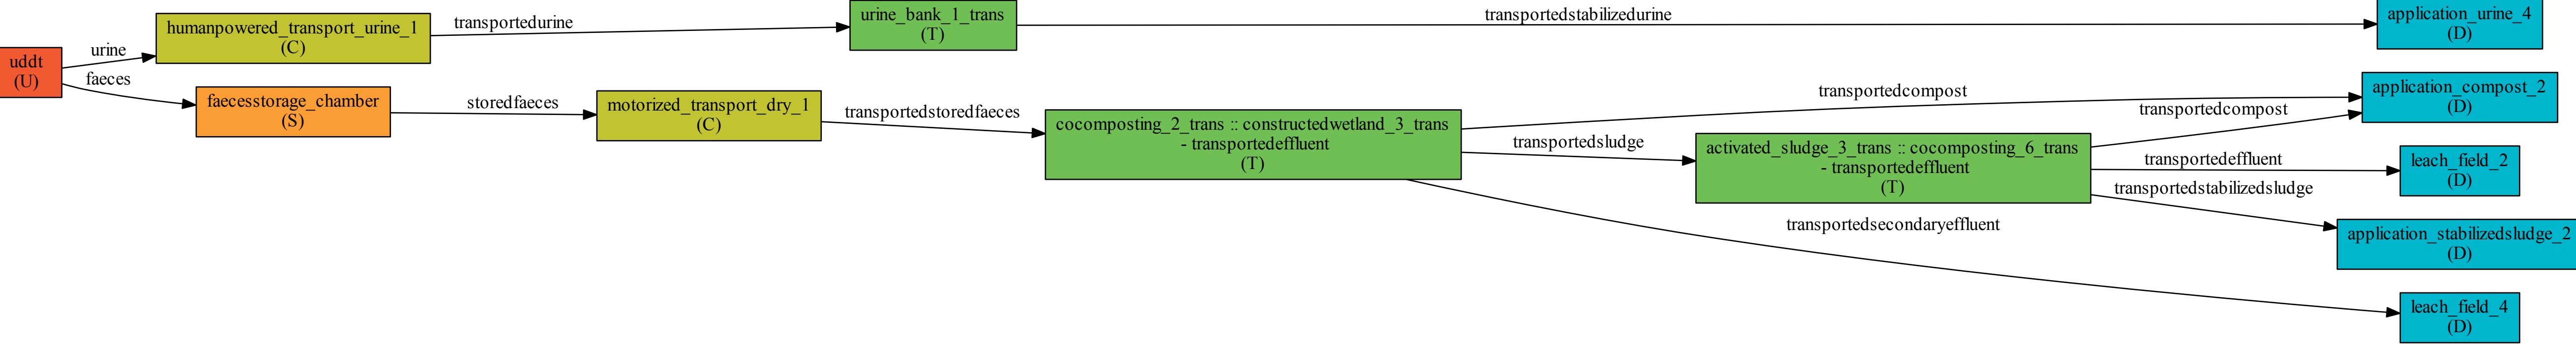 uddt
(U)
urine
faeces
humanpowered_transport_urine_1
(C)
transportedurine
urine_bank_1_trans
(T)
transportedstabilizedurine
application_urine_4
(D)
faecesstorage_chamber
(S)
storedfaeces
motorized_transport_dry_1
(C)
transportedstoredfaeces
cocomposting_2_trans :: constructedwetland_3_trans
- transportedeffluent
(T)
transportedcompost
transportedsludge
transportedsecondaryeffluent
activated_sludge_3_trans :: cocomposting_6_trans
- transportedeffluent
(T)
transportedcompost
transportedeffluent
transportedstabilizedsludge
application_compost_2
(D)
leach_field_2
(D)
application_stabilizedsludge_2
(D)
leach_field_4
(D)